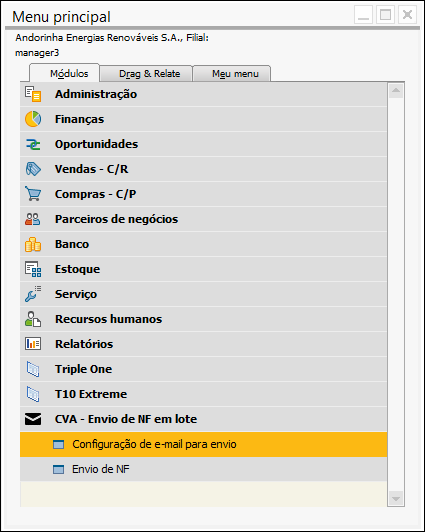 Menu principal
Andorinha Energias Renováveis S.A., Filial:
manager3
Módulos Drag & Relate Meu menu
Administração
Finanças
Oportunidades
Vendas - C/R
Compras - C/P
Parceiros de negócios
Banco
Estoque
Serviço
Recursos humanos
Relatórios
Triple One
T10 Extreme
CVA - Envio de NF em lote
Configuração de e-mail para envio
Envio de NF